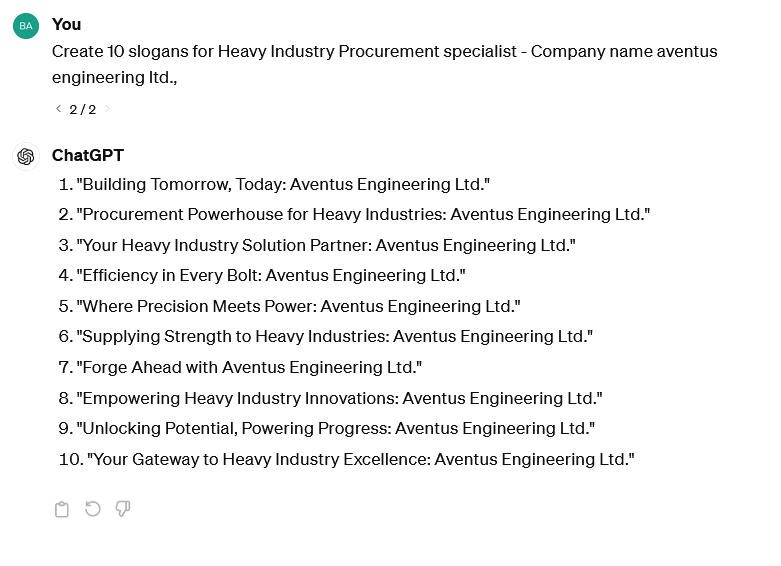 BA
You
Create 10 slogans for Heavy Industry Procurement specialist - Company name aventus
engineering ltd.,
2 / 2
ChatGPT
1. "Building Tomorrow, Today: Aventus Engineering Ltd."
2. "Procurement Powerhouse for Heavy Industries: Aventus Engineering Ltd."
3. "Your Heavy Industry Solution Partner: Aventus Engineering Ltd."
4. "Efficiency in Every Bolt: Aventus Engineering Ltd."
5. "Where Precision Meets Power: Aventus Engineering Ltd."
6. "Supplying Strength to Heavy Industries: Aventus Engineering Ltd."
7. "Forge Ahead with Aventus Engineering Ltd."
8. "Empowering Heavy Industry Innovations: Aventus Engineering Ltd."
9. "Unlocking Potential, Powering Progress: Aventus Engineering Ltd."
10. "Your Gateway to Heavy Industry Excellence: Aventus Engineering Ltd."